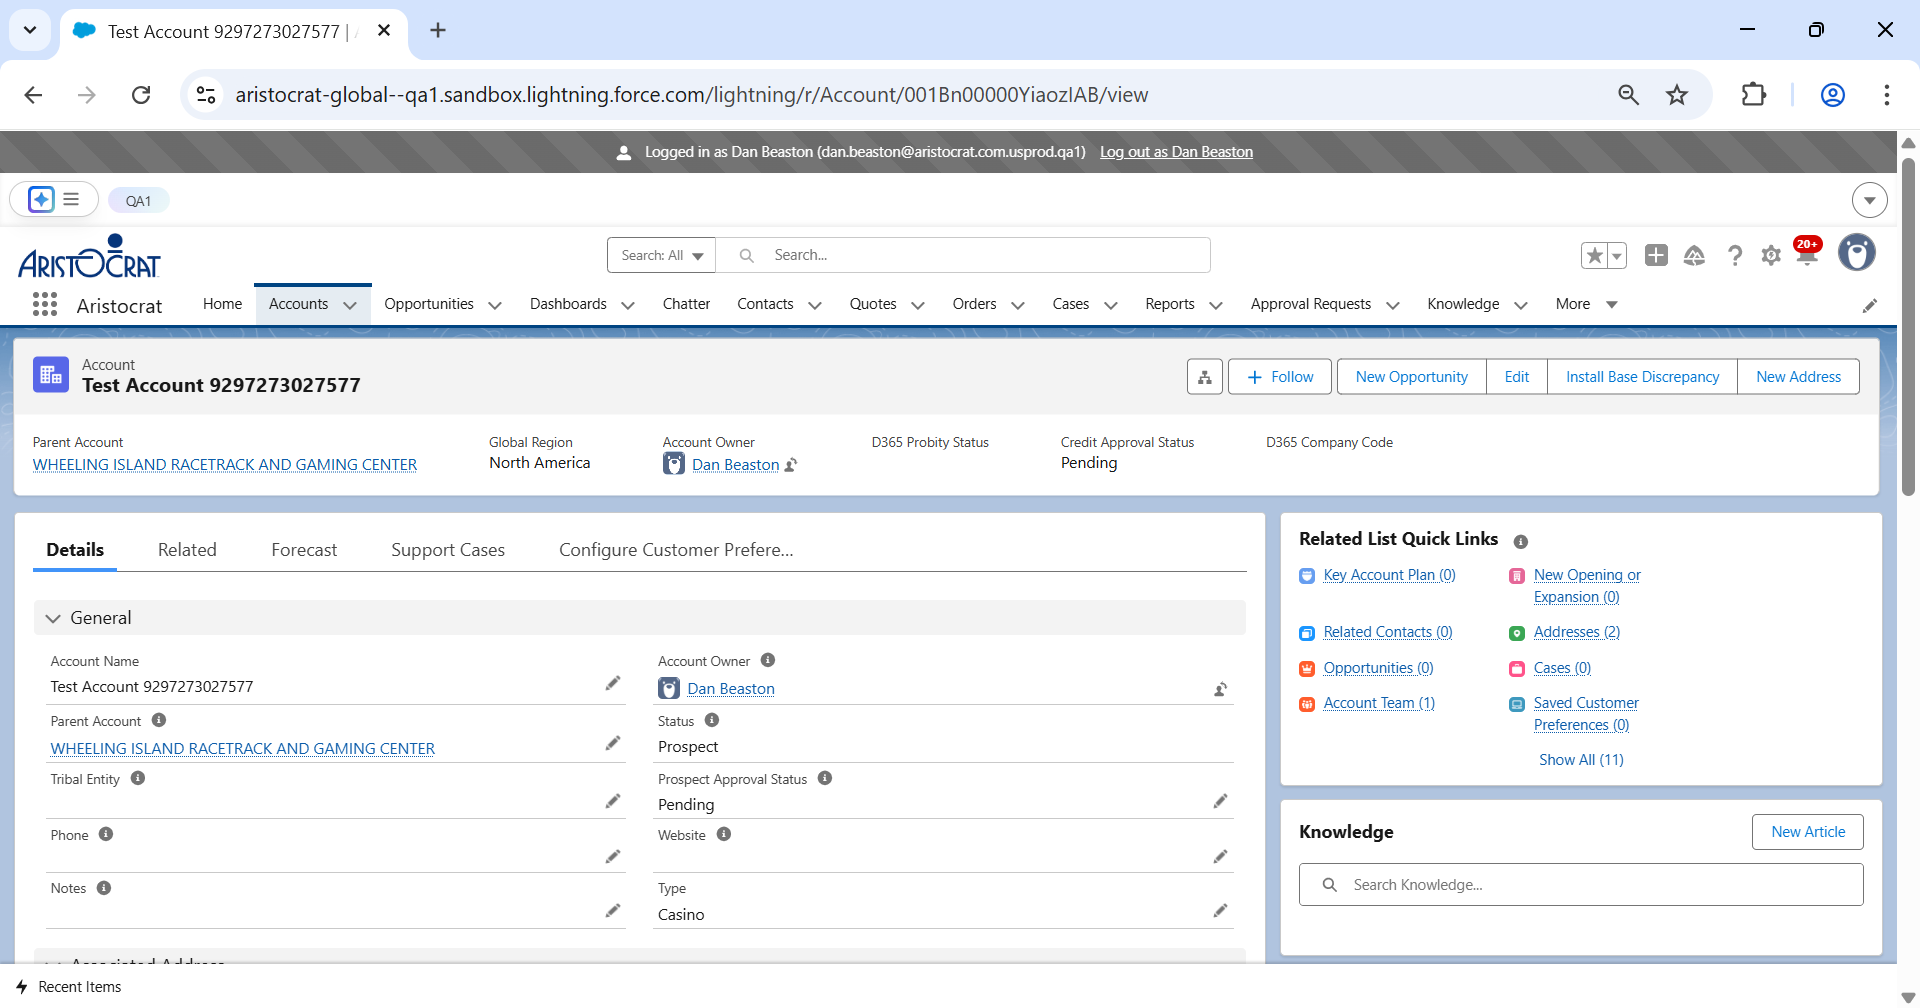 Test Account 9297273027577 |
aristocrat-global--qa1.sandbox.lightning.force.com/lightning/r/Account/001Bn00000YiaozIAB/view
Logged in as Dan Beaston (dan.beaston@aristocrat.com.usprod.qa1) Log out as Dan Beaston
QA1
ARISTOCRAT
Search: All Search...
20+
Aristocrat Home Accounts Opportunities Dashboards Chatter Contacts Quotes Orders Cases Reports Approval Requests Knowledge More
Account
Test Account 9297273027577
Follow New Opportunity Edit Install Base Discrepancy New Address
Parent Account Global Region Account Owner D365 Probity Status Credit Approval Status D365 Company Code
WHEELING ISLAND RACETRACK AND GAMING CENTER North America Dan Beaston Pending
Details Related Forecast Support Cases Configure Customer Prefere...
General
Account Name Account Owner
Test Account 9297273027577 Dan Beaston
Parent Account Status
WHEELING ISLAND RACETRACK AND GAMING CENTER Prospect
Tribal Entity Prospect Approval Status
Pending
Phone Website
Notes Type
Casino
Associated Address
Related List Quick Links
Key Account Plan (0) New Opening or
Expansion (0)
Related Contacts (0) Addresses (2)
Opportunities (0) Cases (0)
Account Team (1) Saved Customer
Preferences (0)
Show All (11)
Knowledge New Article
Search Knowledge...
Recent Items